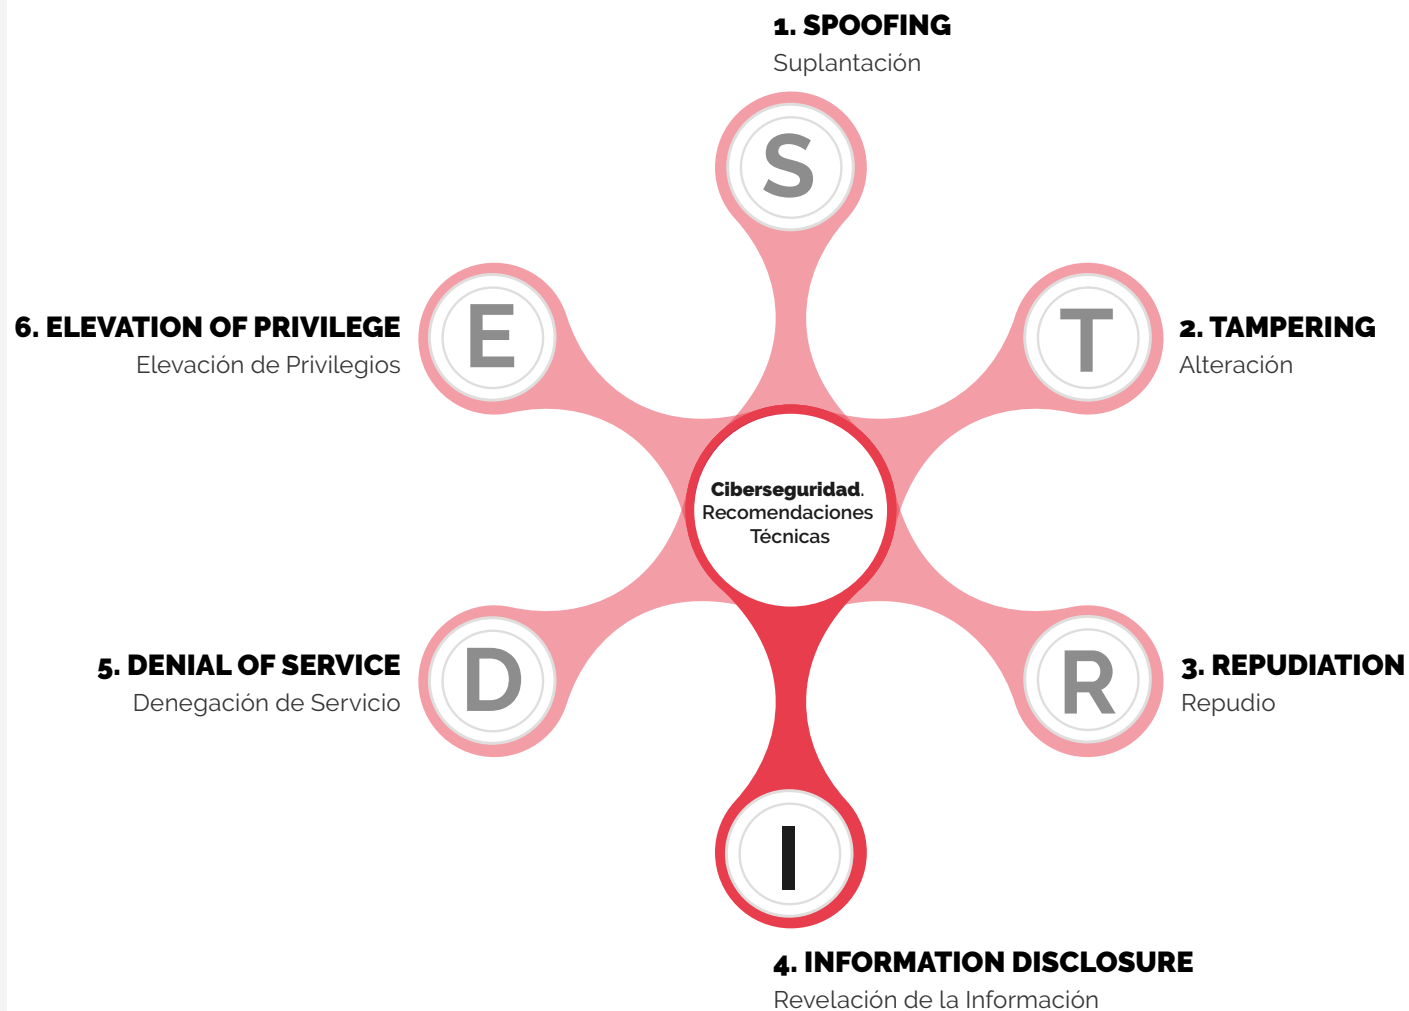 1. SPOOFING
Suplantación
S
E
T
6. ELEVATION OF PRIVILEGE
Elevación de Privilegios
2. TAMPERING
Alteración
Ciberseguridad.
Recomendaciones
Técnicas
5. DENIAL OF SERVICE
Denegación de Servicio
D
R
3. REPUDIATION
Repudio
I
4. INFORMATION DISCLOSURE
Revelación de la Información